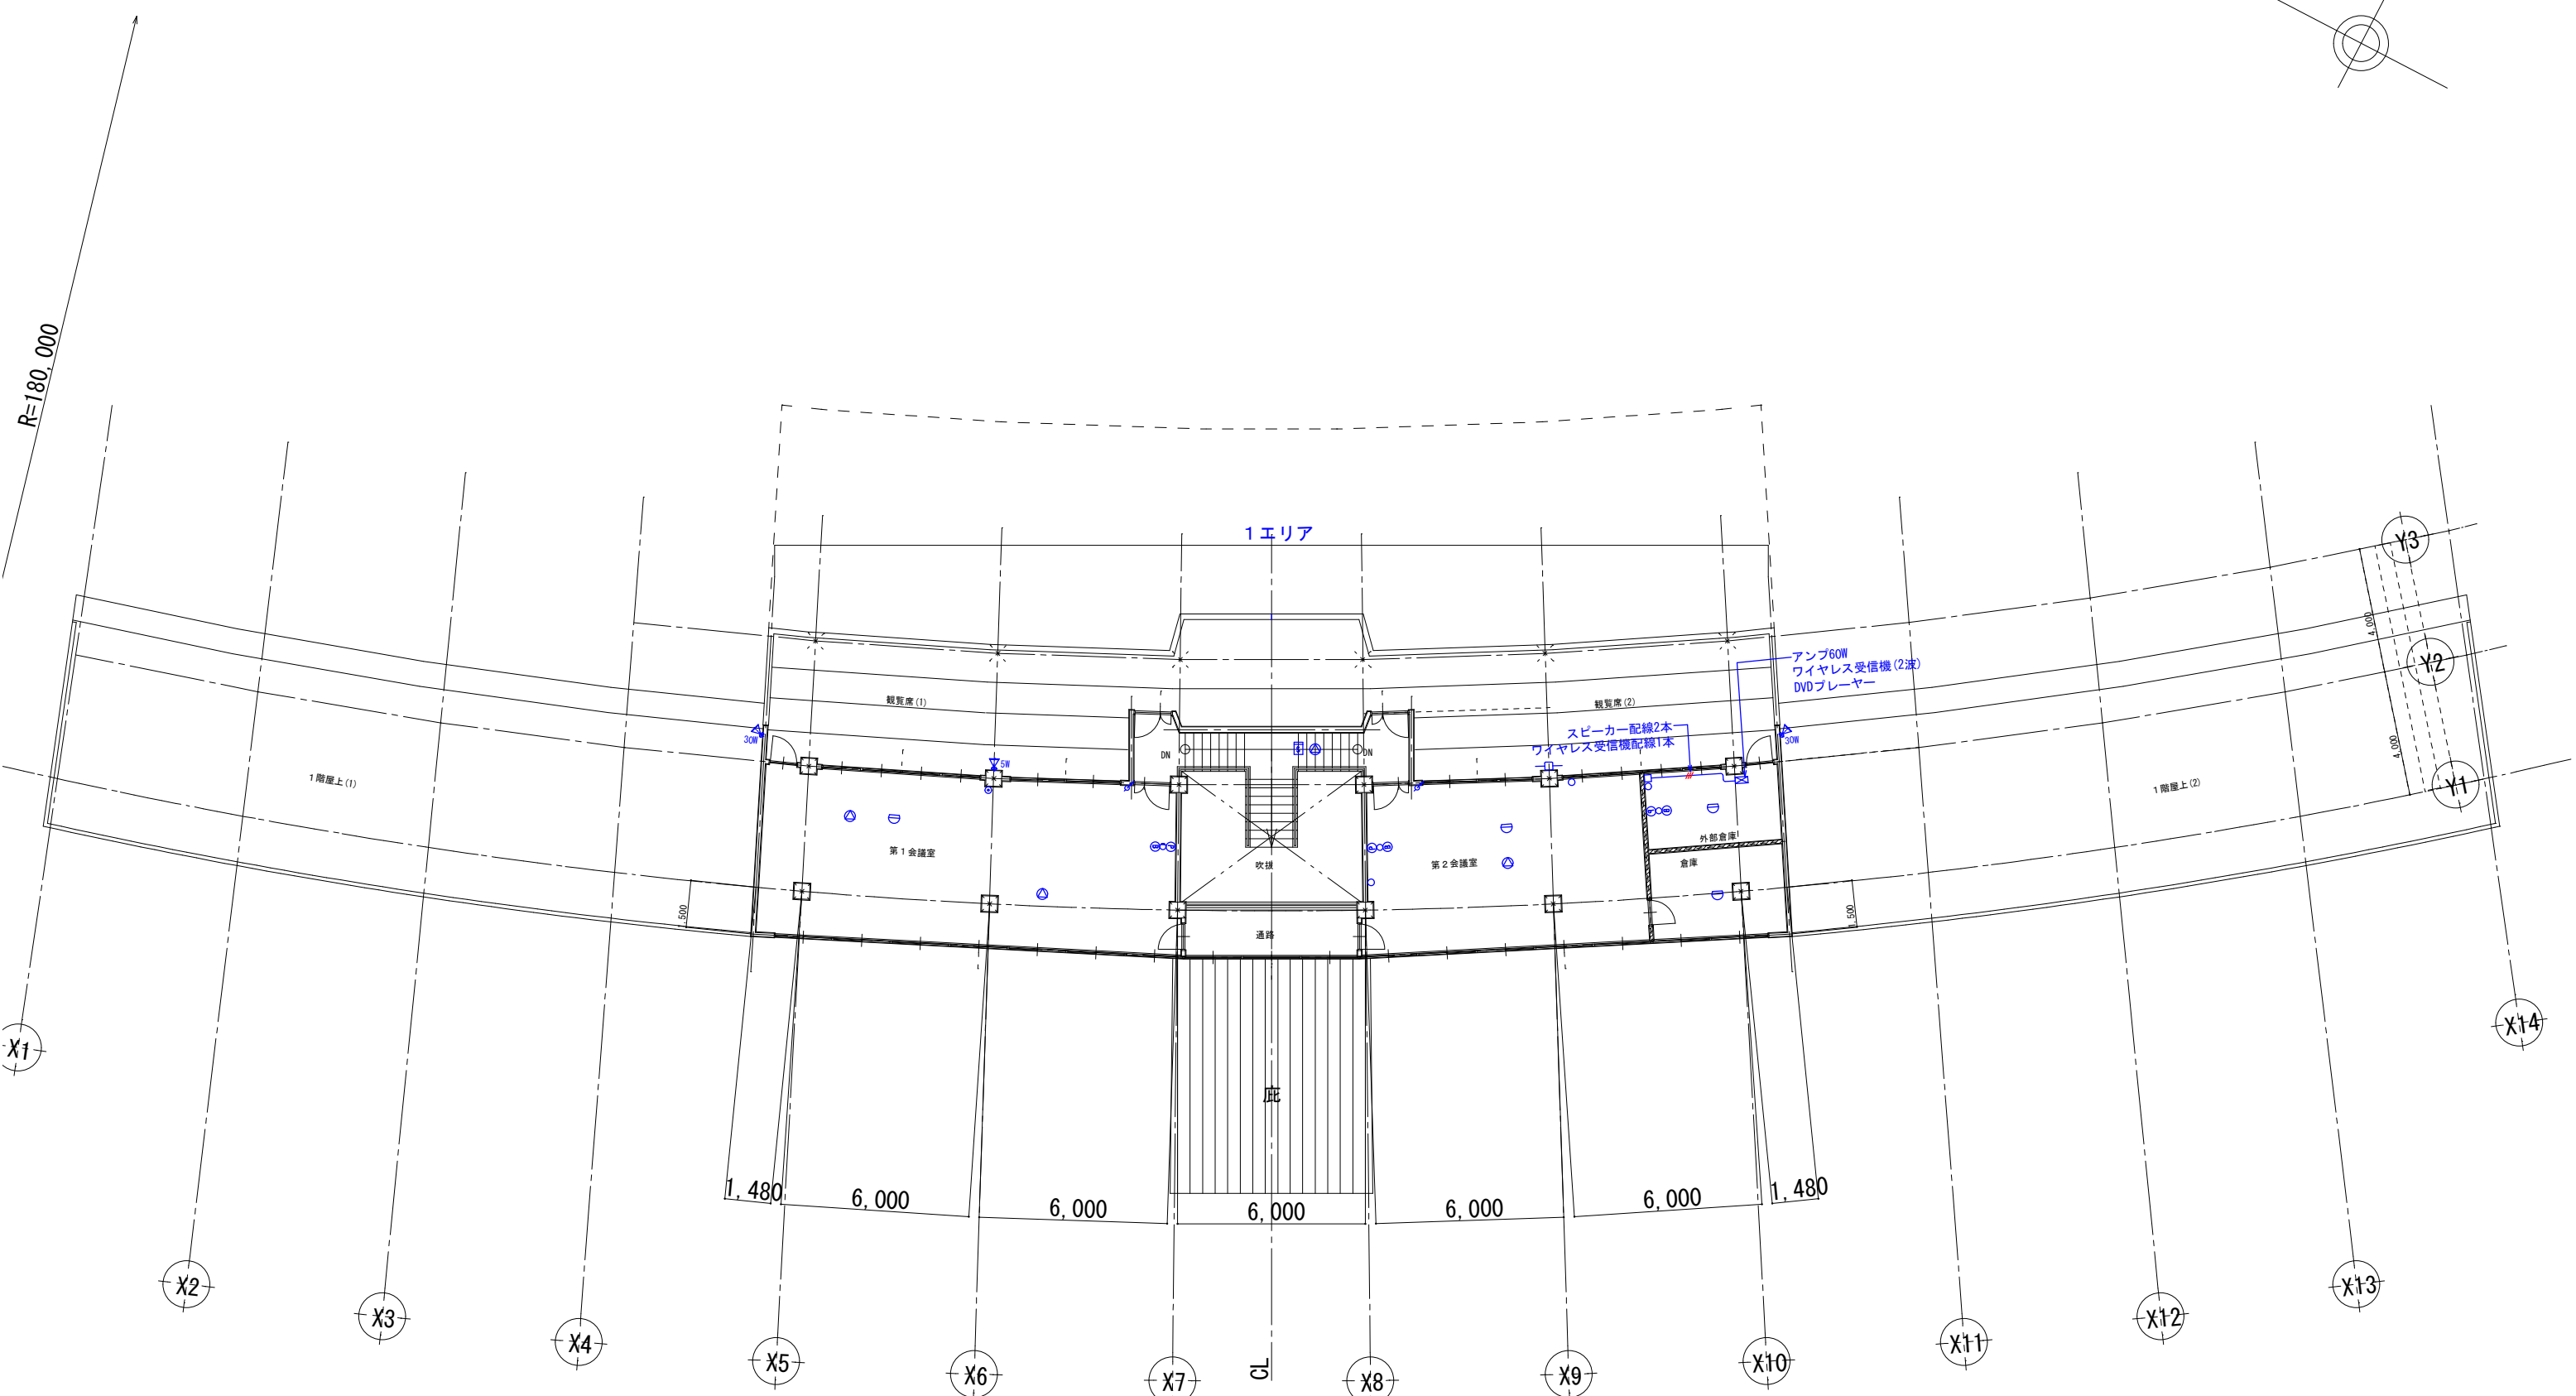 R=180,000
1エリア
Y3
4,000
Y2
アンプ60W
ワイヤレス受信機(2波)
DVDプレーヤー
観覧席(1)
観覧席(2)
スピーカー配線2本
ワイヤレス受信機配線1本
30W
30W
DN
DN
5W
4,000
Y1
1階屋上(1)
1階屋上(2)
第1会議室
吹抜
第2会議室
外部倉庫
倉庫
通路
,500
,500
X1
X14
庇
1,480
6,000
6,000
6,000
6,000
6,000
1,480
X2
X3
X4
X5
X6
X7
CL
X8
X9
X10
X11
X12
X13